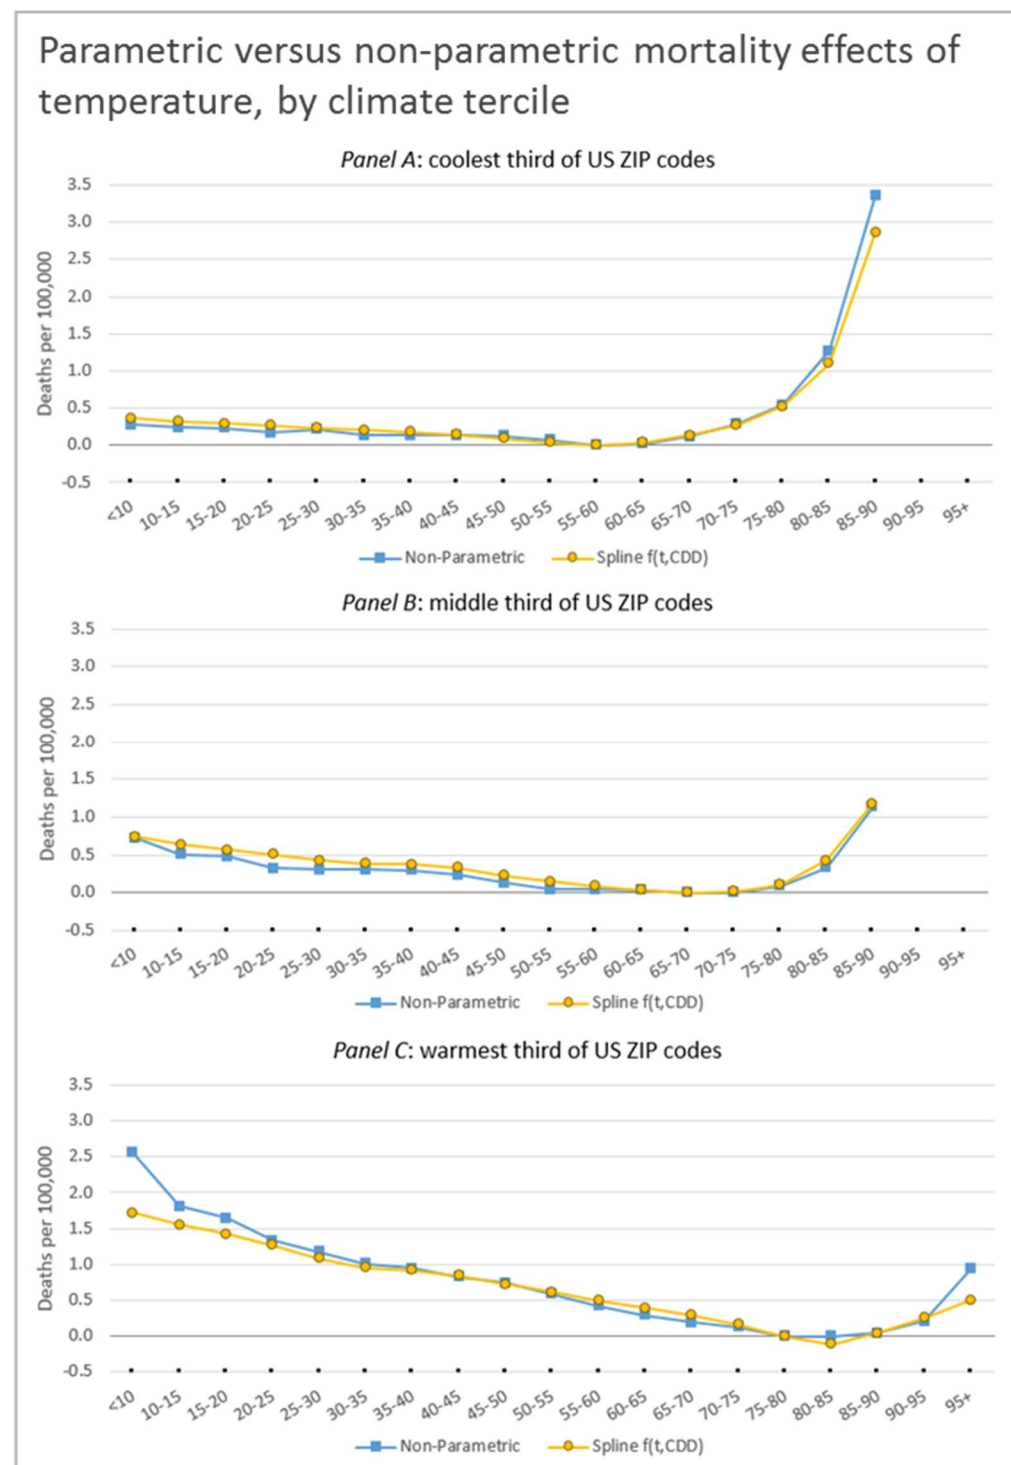 Parametric versus non-parametric mortality effects of
temperature, by climate tercile
Panel A: coolest third of US ZIP codes
Deaths per 100,000
3.5
3.0
2.5
2.0
1.5
1.0
0.5
0.0
-0.5
<10 10-15 15-20 20-25 25-30 30-35 35-40 40-45 45-50 50-55 55-60 60-65 65-70 70-75 75-80 80-85 85-90 90-95 95+
Non-Parametric Spline f(t,CDD)
Panel B: middle third of US ZIP codes
Deaths per 100,000
3.5
3.0
2.5
2.0
1.5
1.0
0.5
0.0
-0.5
<10 10-15 15-20 20-25 25-30 30-35 35-40 40-45 45-50 50-55 55-60 60-65 65-70 70-75 75-80 80-85 85-90 90-95 95+
Non-Parametric Spline f(t,CDD)
Panel C: warmest third of US ZIP codes
Deaths per 100,000
3.5
3.0
2.5
2.0
1.5
1.0
0.5
0.0
-0.5
<10 10-15 15-20 20-25 25-30 30-35 35-40 40-45 45-50 50-55 55-60 60-65 65-70 70-75 75-80 80-85 85-90 90-95 95+
Non-Parametric Spline f(t,CDD)